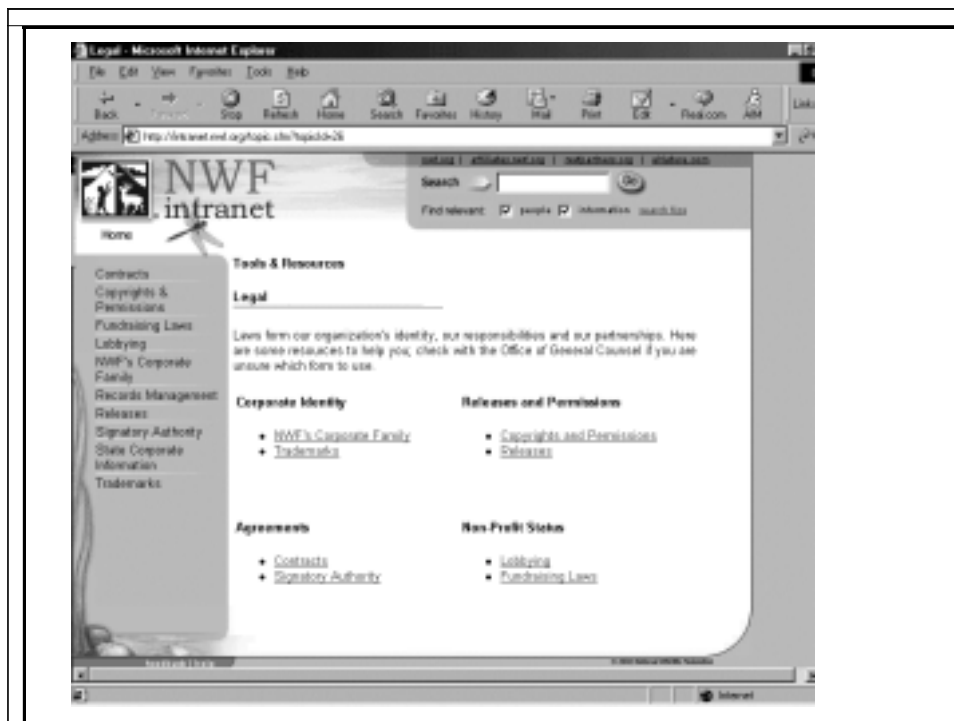 Legal - Microsoft Internet Explorer
File Edit View Favorites Tools Help
Back Stop Refresh Home Search Favorites History Mail Print Edit Real.com AIM Links
Address
NWF
intranet
Home
Search Go
Find relevant: people information search tips
Contracts
Copyrights &
Permissions
Fundraising Laws
Lobbying
NWF's Corporate
Family
Records Management
Releases
Signatory Authority
State Corporate
Information
Trademarks
Tools & Resources
Legal
Laws form our organization's identity, our responsibilities and our partnerships. Here
are some resources to help you; check with the Office of General Counsel if you are
unsure which form to use.
Corporate Identity
NWF's Corporate Family
Trademarks
Releases and Permissions
Copyrights and Permissions
Releases
Agreements
Contracts
Signatory Authority
Non-Profit Status
Lobbying
Fundraising Laws
Internet